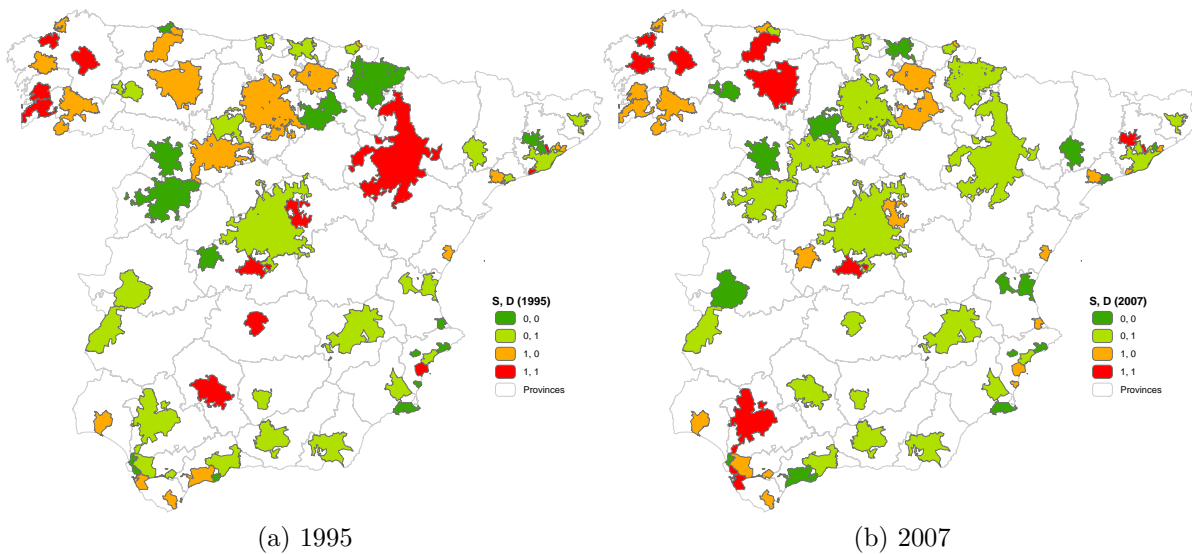 S, D (1995)
0, 0
0, 1
1, 0
1, 1
Provinces
S, D (2007)
0, 0
0, 1
1, 0
1, 1
Provinces
(a) 1995
(b) 2007